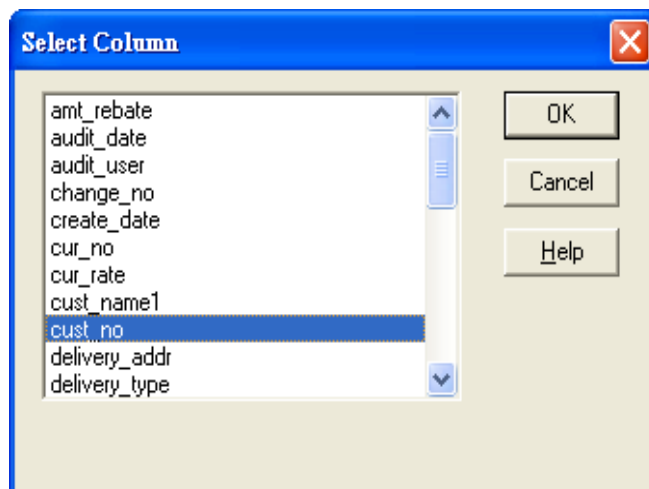 Select Column
amt_rebate
audit_date
audit_user
change_no
create_date
cur_no
cur_rate
cust_name1
cust_no
delivery_addr
delivery_type
OK
Cancel
Help